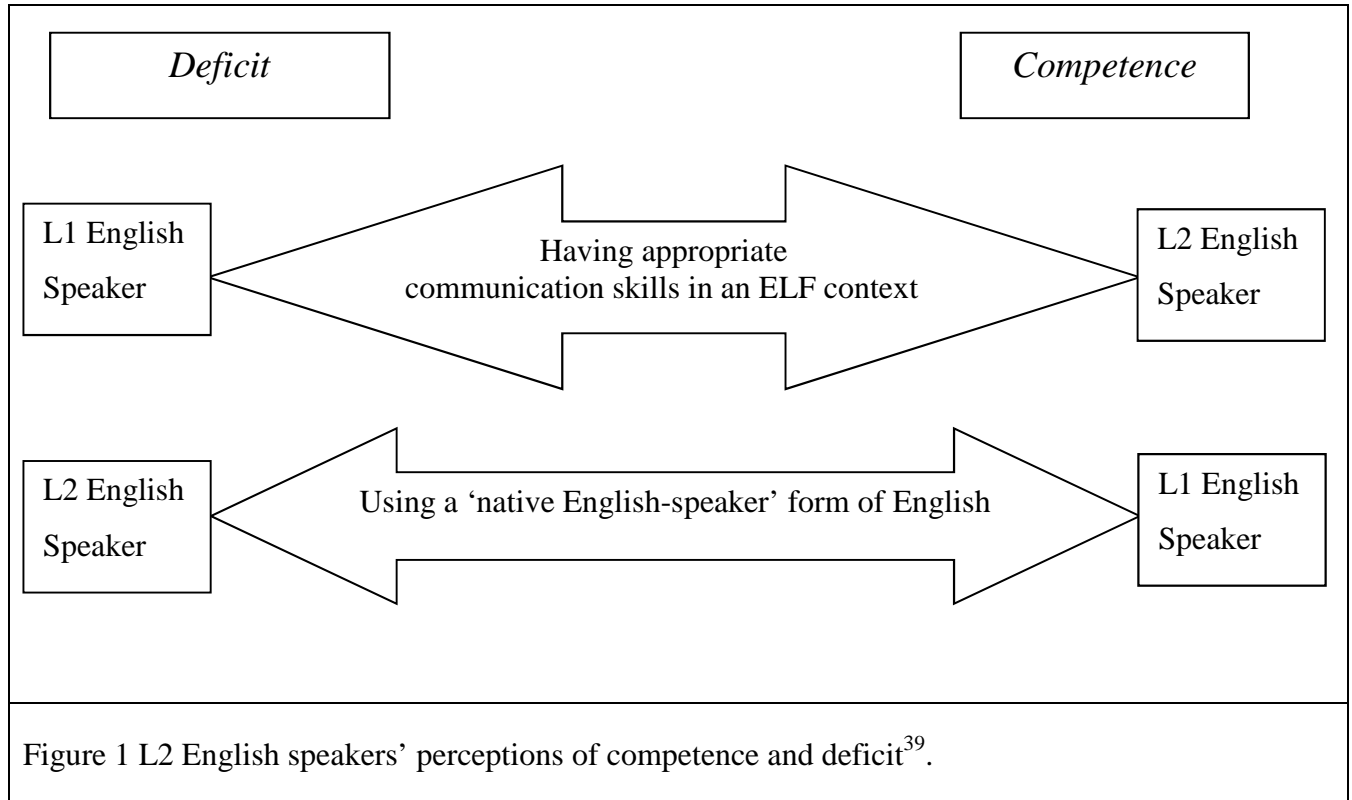 Deficit
Competence
L1 English
Speaker
Having appropriate
communication skills in an ELF context
L2 English
Speaker
L2 English
Speaker
Using a ‘native English-speaker’ form of English
L1 English
Speaker
Figure 1 L2 English speakers’ perceptions of competence and deficit³⁹.